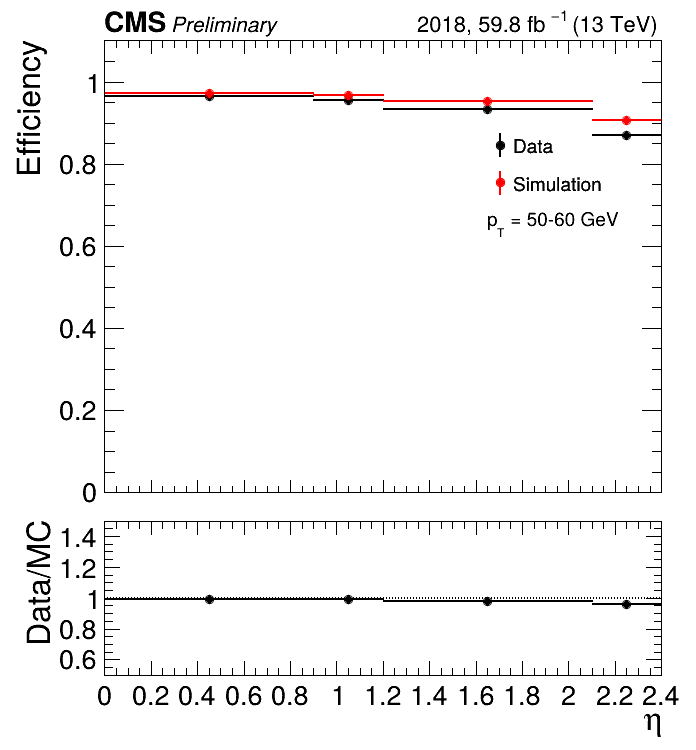 CMS Preliminary 2018, 59.8 fb⁻¹ (13 TeV)
Efficiency
1
0.8
0.6
0.4
0.2
0
Data
Simulation
p_T = 50-60 GeV
Data/MC
1.4
1.2
1
0.8
0.6
0 0.2 0.4 0.6 0.8 1 1.2 1.4 1.6 1.8 2 2.2 2.4
η